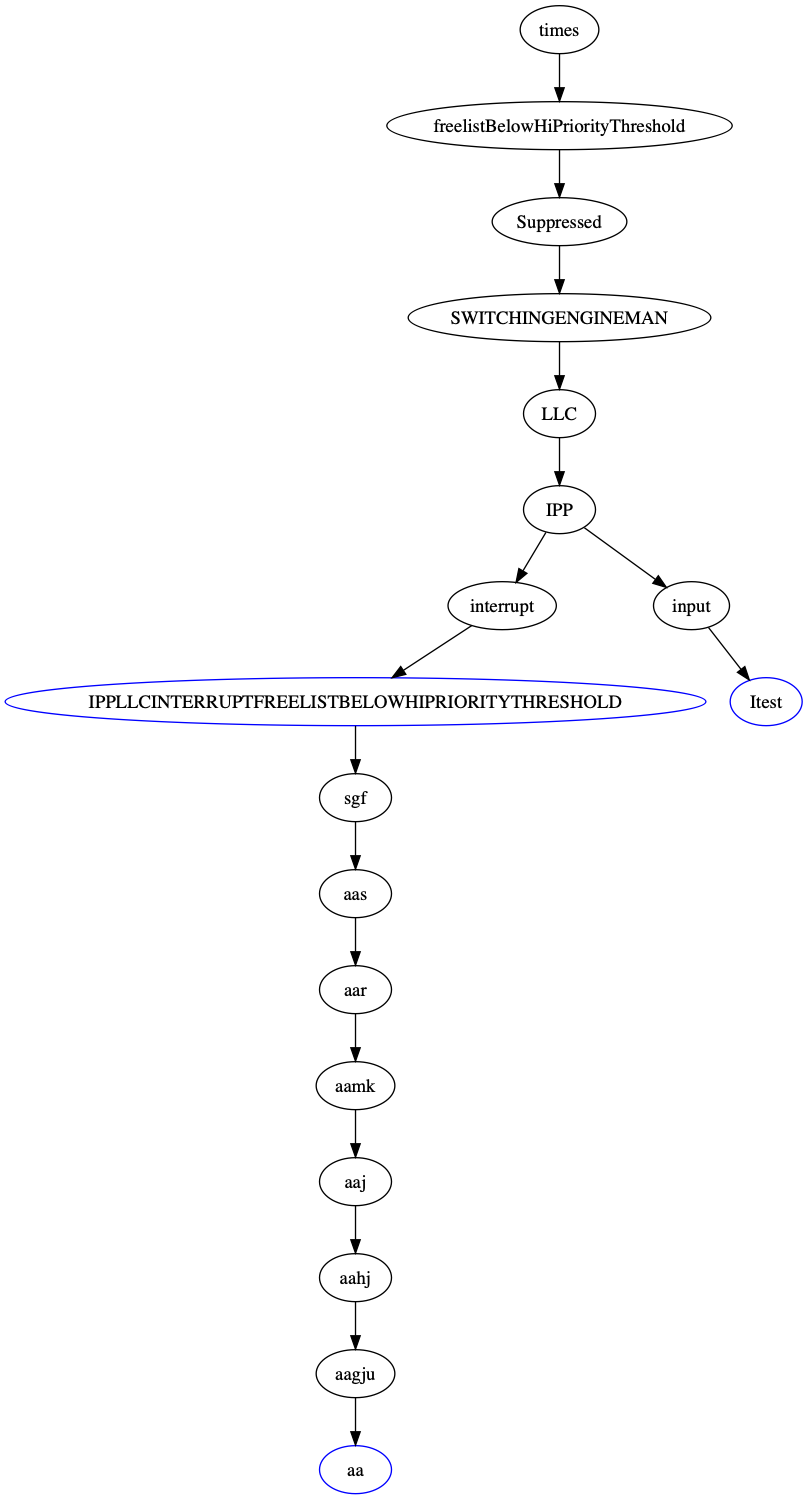 times
freelistBelowHiPriorityThreshold
Suppressed
SWITCHINGENGINEMAN
LLC
IPP
interrupt
input
IPPLLCINTERRUPTFREELISTBELOWHIPRIORITYTHRESHOLD
Itest
sgf
aas
aar
aamk
aaj
aahj
aagju
aa